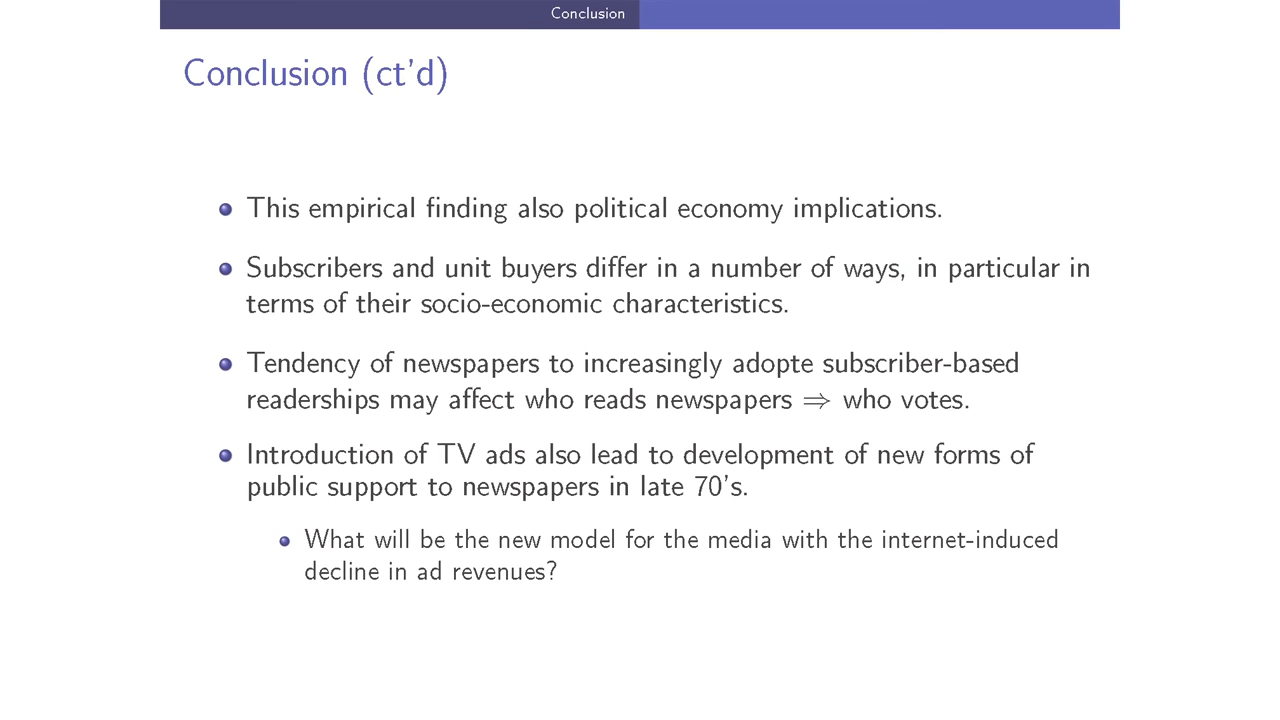 Conclusion
Conclusion (ct'd)
This empirical finding also political economy implications.
Subscribers and unit buyers differ in a number of ways, in particular in
terms of their socio-economic characteristics.
Tendency of newspapers to increasingly adopte subscriber-based
readerships may affect who reads newspapers ⇒ who votes.
Introduction of TV ads also lead to development of new forms of
public support to newspapers in late 70's.
What will be the new model for the media with the internet-induced
decline in ad revenues?